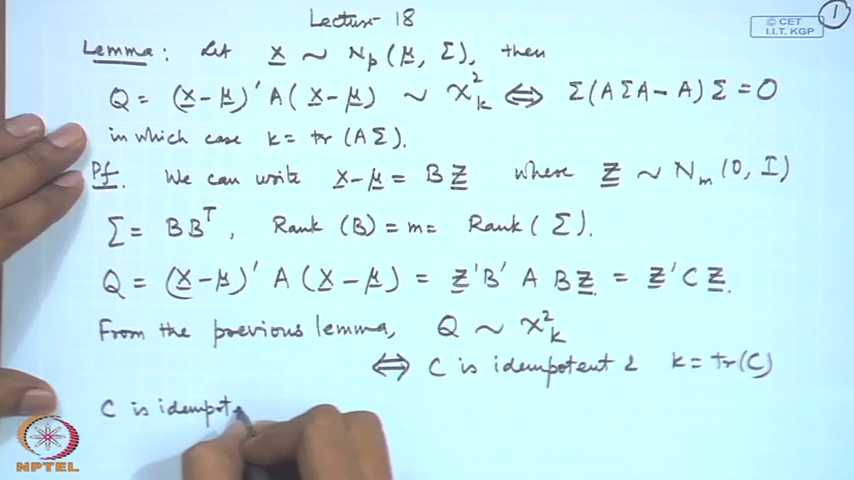 Lecture 18
© CET
I.I.T. KGP
1
Lemma : Let X ~ N_p (μ, Σ), then
Q = (X-μ)' A (X-μ) ~ χ²_k ⇔ Σ(AΣA - A)Σ = 0
in which case k = tr (AΣ).
Pf. We can write X-μ = B Z where Z ~ N_m (0, I)
Σ = BB^T, Rank (B) = m = Rank (Σ).
Q = (X-μ)' A (X-μ) = Z'B' A B Z = Z' C Z.
From the previous lemma, Q ~ χ²_k
⇔ C is idempotent & k = tr(C)
C is idempote
NPTEL